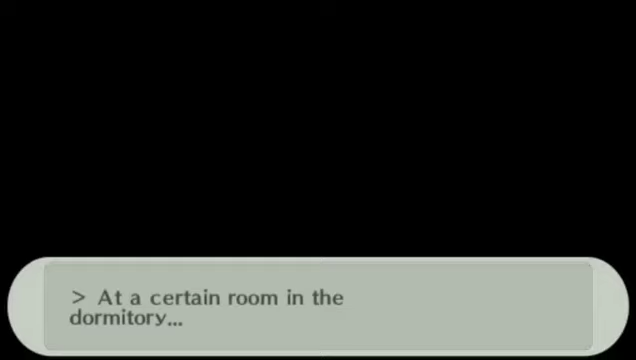 > At a certain room in the
dormitory...